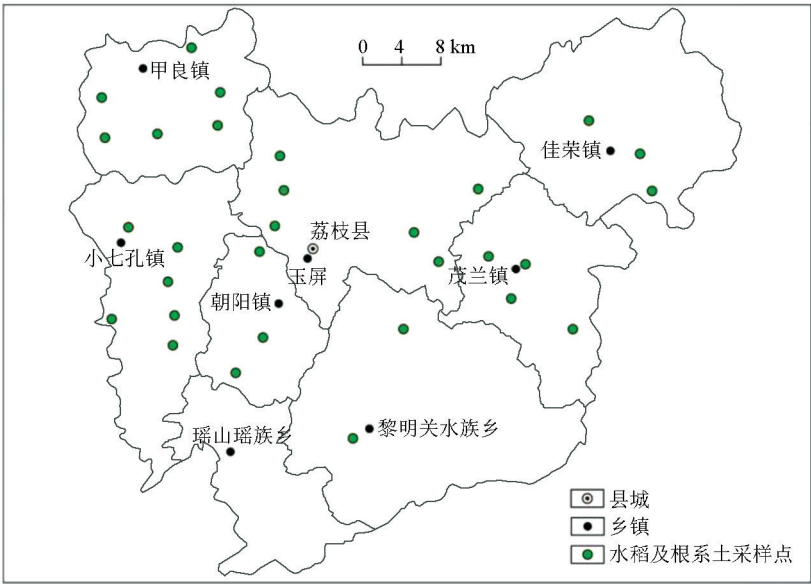 0 4 8 km
甲良镇
佳荣镇
荔枝县
小七孔镇
玉屏
茂兰镇
朝阳镇
瑶山瑶族乡
黎明关水族乡
县城
乡镇
水稻及根系土采样点